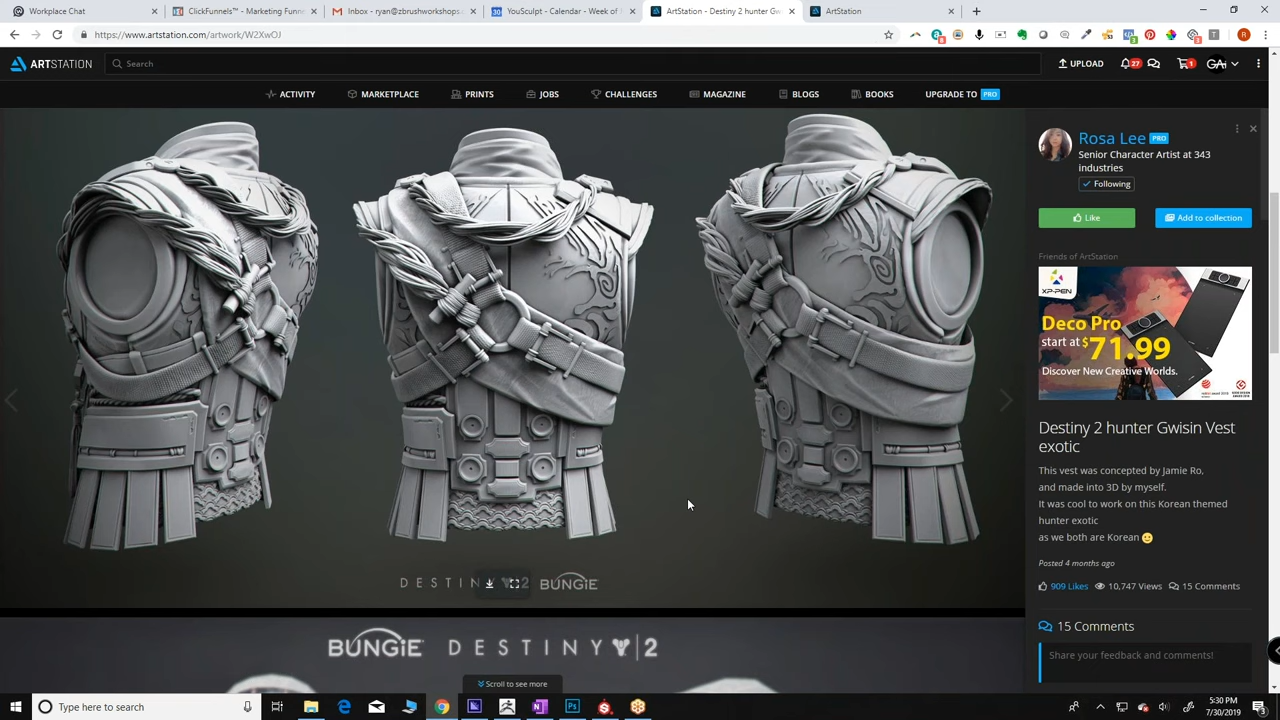 Workplace Chat
ClickFunnels™ - Marketing Funne
Inbox - ryan@zbrushworkshops.c
YouSculpt - Calendar - Week of J
ArtStation - Destiny 2 hunter Gw
ArtStation
https://www.artstation.com/artwork/W2XwOJ
ARTSTATION
Search
UPLOAD
27
1
ACTIVITY
MARKETPLACE
PRINTS
JOBS
CHALLENGES
MAGAZINE
BLOGS
BOOKS
UPGRADE TO PRO
Rosa Lee PRO
Senior Character Artist at 343
industries
Following
Like
Add to collection
Friends of ArtStation
XP-PEN
Deco Pro
start at $71.99
Discover New Creative Worlds.
Destiny 2 hunter Gwisin Vest
exotic
This vest was concepted by Jamie Ro,
and made into 3D by myself.
It was cool to work on this Korean themed
hunter exotic
as we both are Korean
Posted 4 months ago
909 Likes
10,747 Views
15 Comments
15 Comments
Share your feedback and comments!
DESTINY 2 BUNGiE
BUNGiE DESTINY 2
Scroll to see more
Type here to search
5:30 PM
7/30/2019